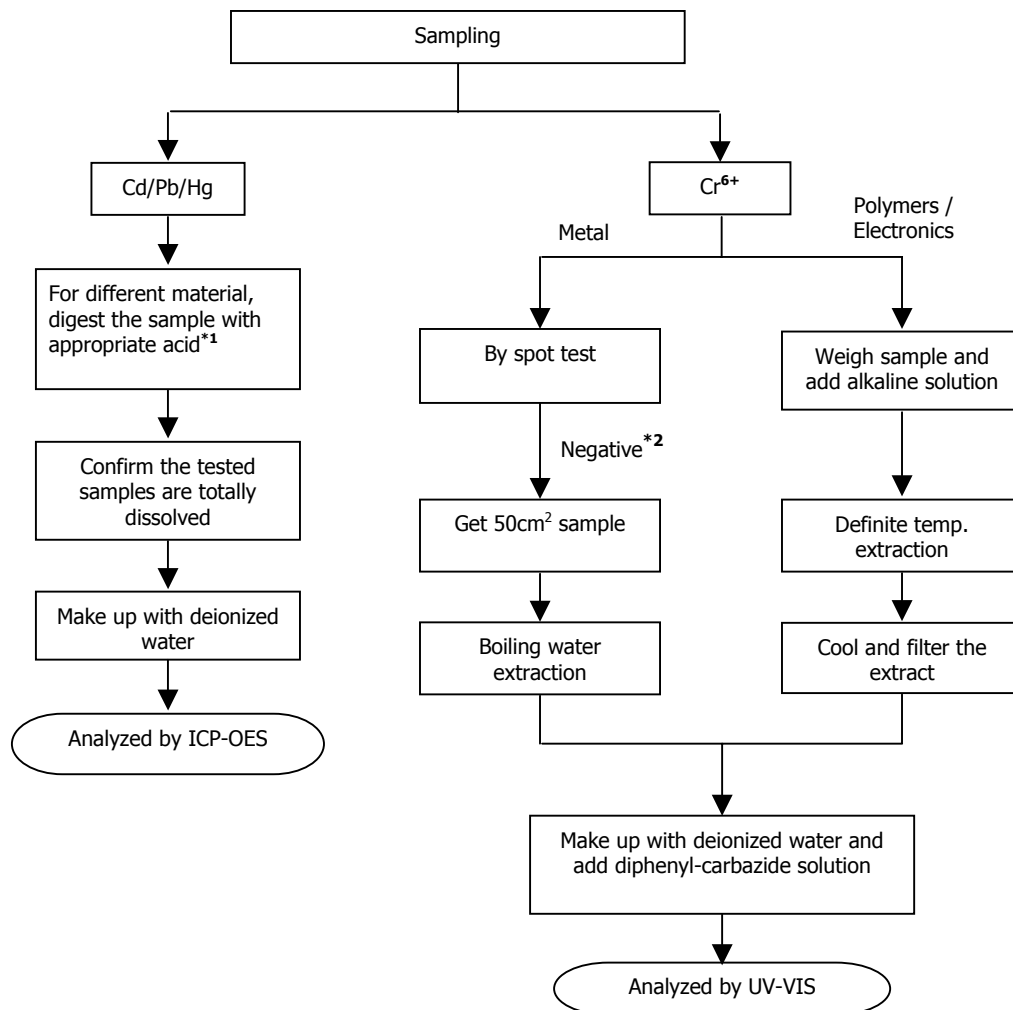 Sampling
Cd/Pb/Hg
For different material,
digest the sample with
appropriate acid*1
Confirm the tested
samples are totally
dissolved
Make up with deionized
water
Analyzed by ICP-OES
Cr6+
Metal
Polymers /
Electronics
By spot test
Negative*2
Get 50cm2 sample
Boiling water
extraction
Weigh sample and
add alkaline solution
Definite temp.
extraction
Cool and filter the
extract
Make up with deionized water and
add diphenyl-carbazide solution
Analyzed by UV-VIS